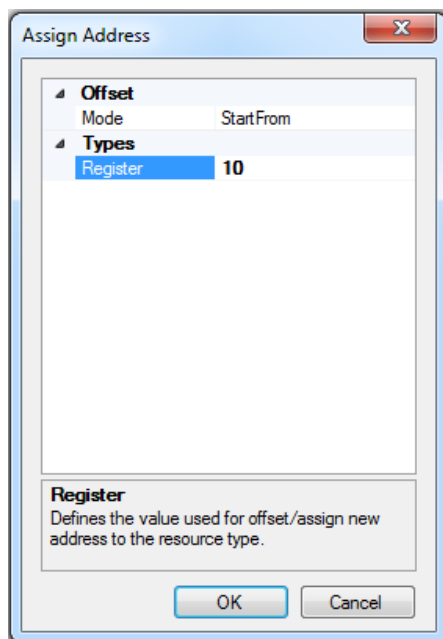 Assign Address
Offset
Mode StartFrom
Types
Register 10
Register
Defines the value used for offset/assign new
address to the resource type.
OK Cancel